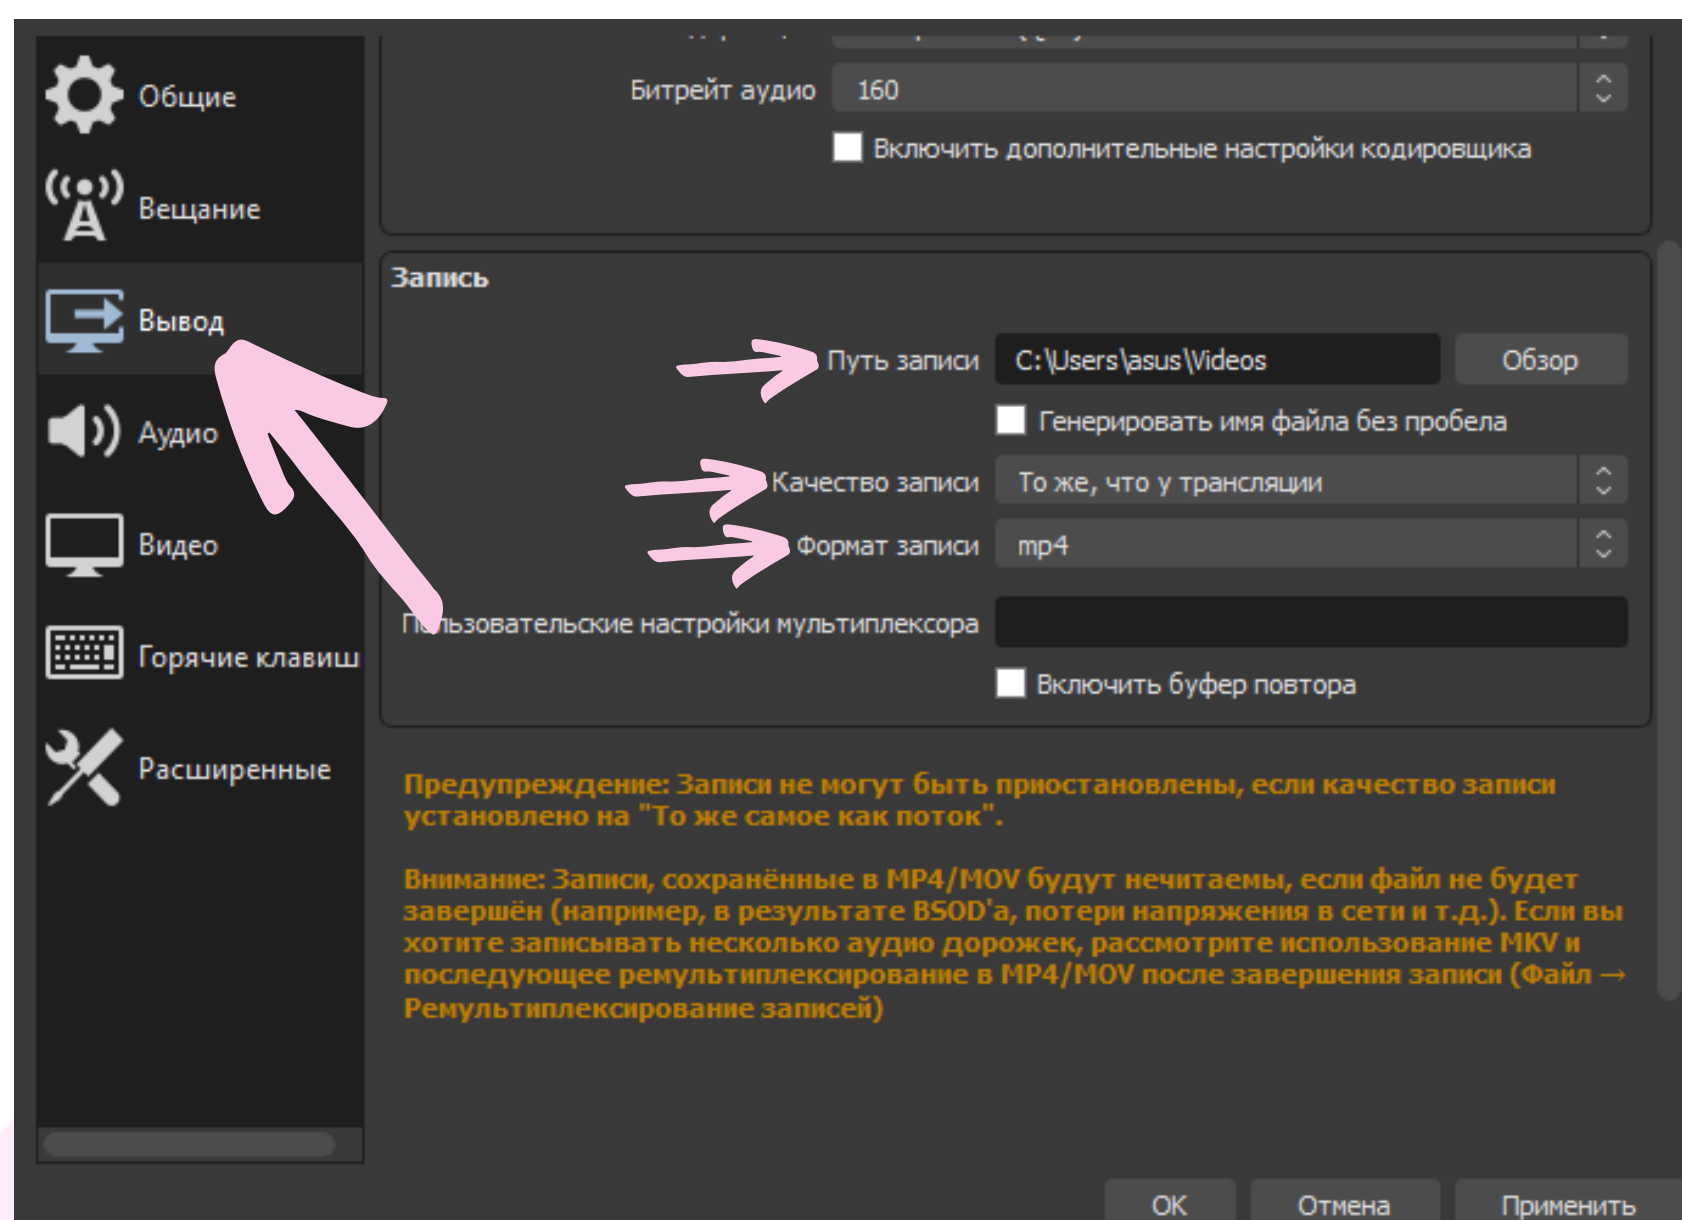 Общие
Вещание
Вывод
Аудио
Видео
Горячие клавиш
Расширенные
Битрейт аудио 160
Включить дополнительные настройки кодировщика
Запись
Путь записи C:\Users\asus\Videos Обзор
Генерировать имя файла без пробела
Качество записи То же, что у трансляции
Формат записи mp4
настройки мультиплексора
Включить буфер повтора
Предупреждение: Записи не могут быть приостановлены, если качество записи
установлено на "То же самое как поток".
Внимание: Записи, сохранённые в MP4/MOV будут нечитаемы, если файл не будет
завершён (например, в результате BSOD'а, потери напряжения в сети и т.д.). Если вы
хотите записывать несколько аудио дорожек, рассмотрите использование MKV и
последующее ремультиплексирование в MP4/MOV после завершения записи (Файл →
Ремультиплексирование записей)
OK Отмена Применить